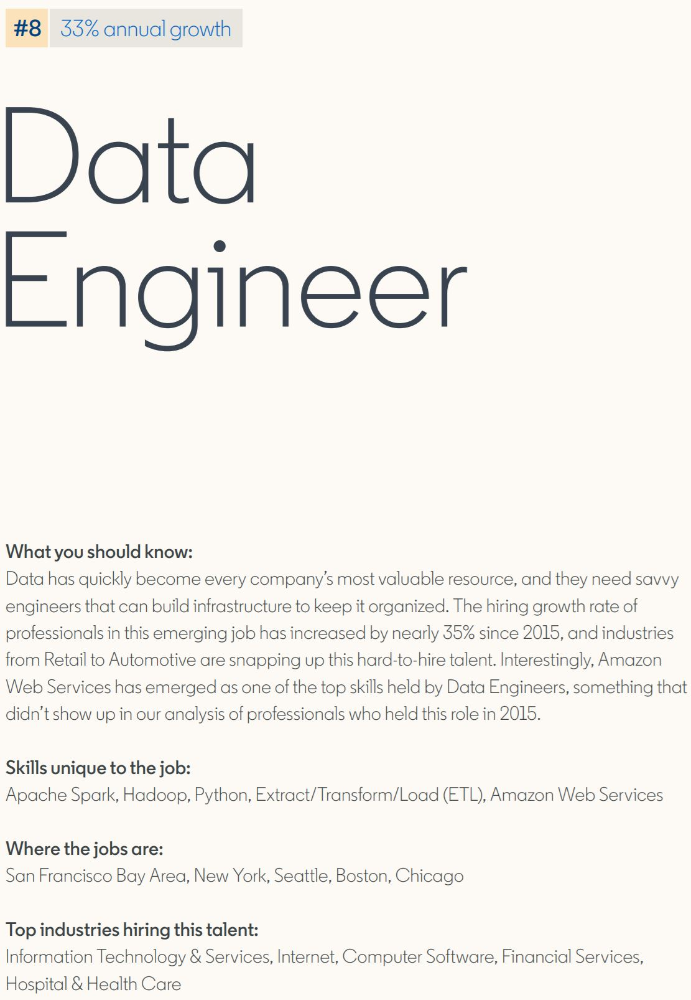 #8 33% annual growth
Data
Engineer
What you should know:
Data has quickly become every company’s most valuable resource, and they need savvy
engineers that can build infrastructure to keep it organized. The hiring growth rate of
professionals in this emerging job has increased by nearly 35% since 2015, and industries
from Retail to Automotive are snapping up this hard-to-hire talent. Interestingly, Amazon
Web Services has emerged as one of the top skills held by Data Engineers, something that
didn’t show up in our analysis of professionals who held this role in 2015.
Skills unique to the job:
Apache Spark, Hadoop, Python, Extract/Transform/Load (ETL), Amazon Web Services
Where the jobs are:
San Francisco Bay Area, New York, Seattle, Boston, Chicago
Top industries hiring this talent:
Information Technology & Services, Internet, Computer Software, Financial Services,
Hospital & Health Care